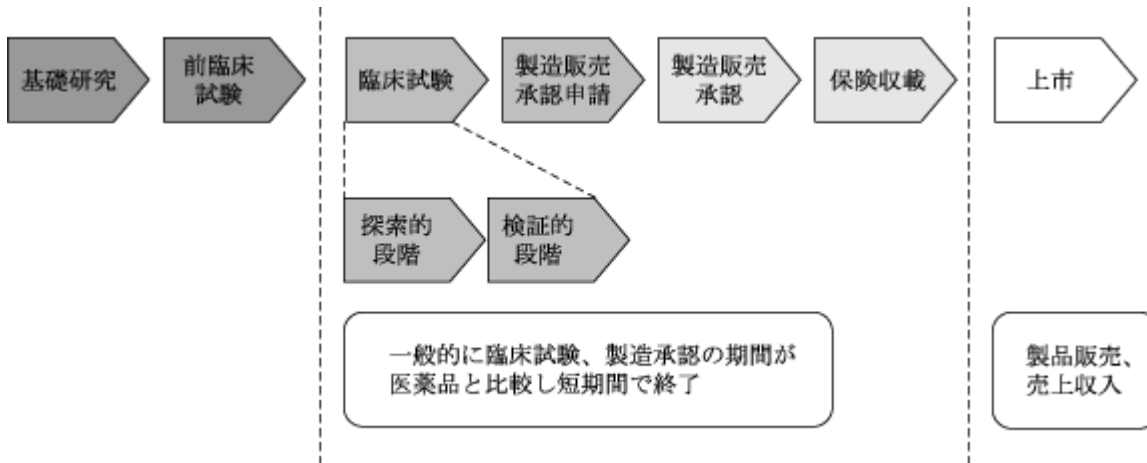 基礎研究
前臨床
試験
臨床試験
製造販売
承認申請
製造販売
承認
保険収載
上市
探索的
段階
検証的
段階
一般的に臨床試験、製造承認の期間が
医薬品と比較し短期間で終了
製品販売、
売上収入